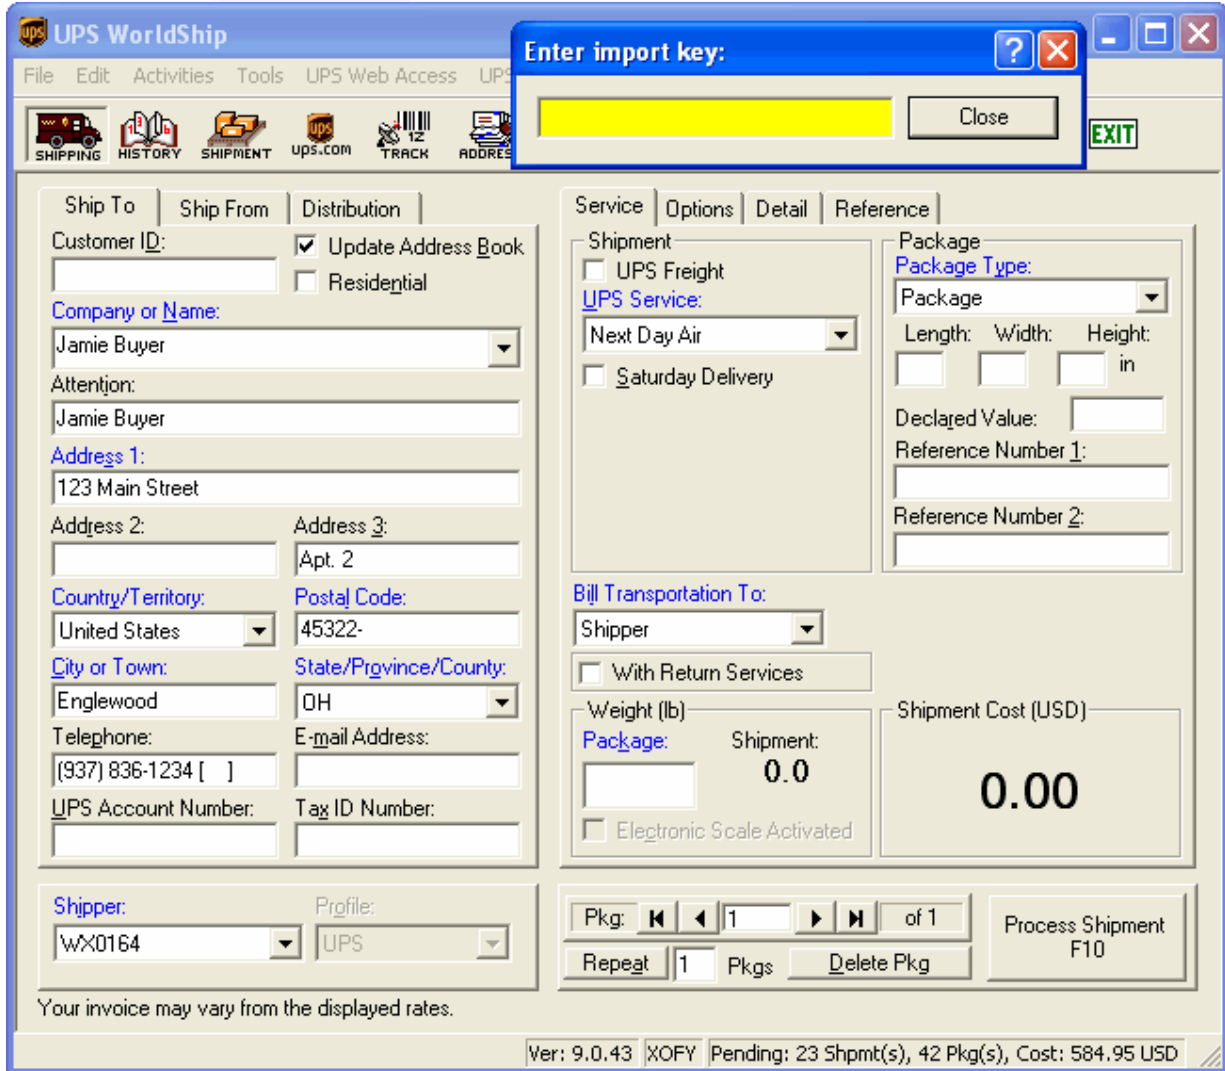 UPS WorldShip
Enter import key:
Close
File Edit Activities Tools UPS Web Access UPS
SHIPPING HISTORY SHIPMENT ups.com TRACK ADDRES EXIT
Ship To Ship From Distribution
Customer ID: Update Address Book
Residential
Company or Name:
Jamie Buyer
Attention:
Jamie Buyer
Address 1:
123 Main Street
Address 2: Address 3:
Apt. 2
Country/Territory: Postal Code:
United States 45322-
City or Town: State/Province/County:
Englewood OH
Telephone: E-mail Address:
(937) 836-1234 [ ]
UPS Account Number: Tax ID Number:
Shipper: Profile:
WX0164 UPS
Service Options Detail Reference
Shipment
UPS Freight
UPS Service:
Next Day Air
Saturday Delivery
Package
Package Type:
Package
Length: Width: Height:
in
Declared Value:
Reference Number 1:
Reference Number 2:
Bill Transportation To:
Shipper
With Return Services
Weight (lb)
Package: Shipment:
0.0
Electronic Scale Activated
Shipment Cost (USD)
0.00
Pkg: 1 of 1
Repeat 1 Pkgs Delete Pkg
Process Shipment
F10
Your invoice may vary from the displayed rates.
Ver: 9.0.43 XOFY Pending: 23 Shpmt(s), 42 Pkg(s), Cost: 584.95 USD